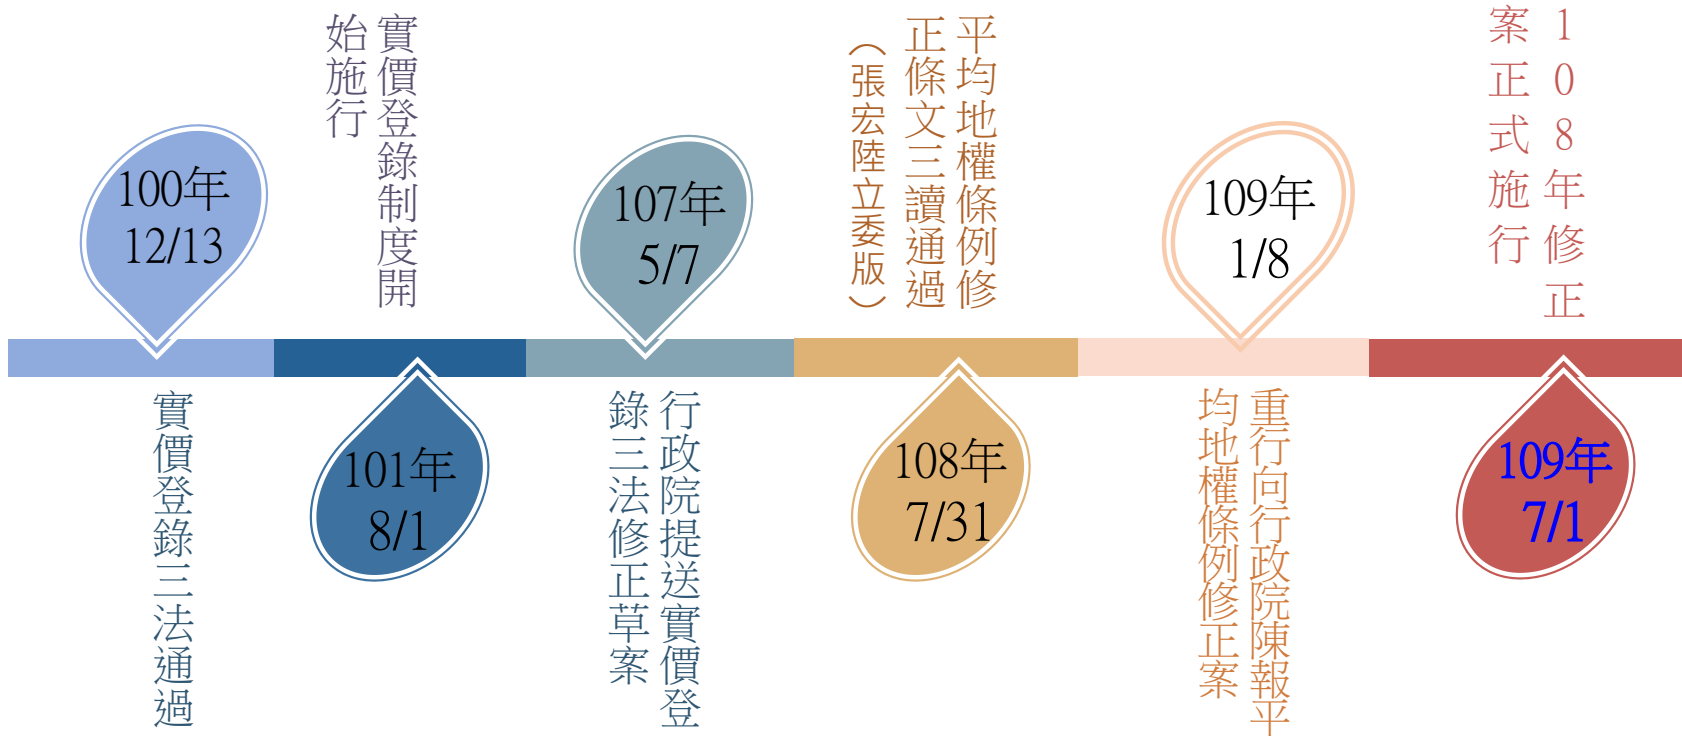 100年
12/13
實價登錄三法通過
實價登錄制度開
始施行
101年
8/1
107年
5/7
行政院提送實價登
錄三法修正草案
平均地權條例修
正條文三讀通過
（張宏陸立委版）
108年
7/31
109年
1/8
重行向行政院陳報平
均地權條例修正案
108年修正
案正式施行
109年
7/1